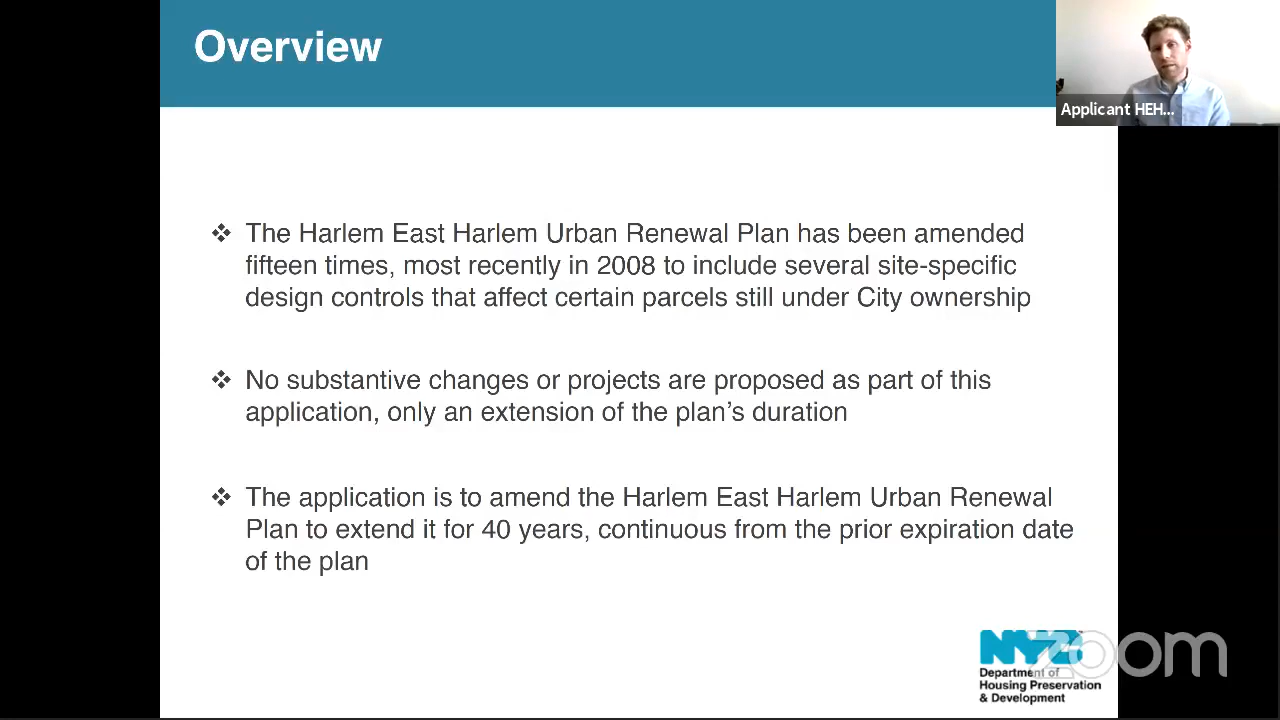 Overview
Applicant HEH...
❖ The Harlem East Harlem Urban Renewal Plan has been amended
fifteen times, most recently in 2008 to include several site-specific
design controls that affect certain parcels still under City ownership
❖ No substantive changes or projects are proposed as part of this
application, only an extension of the plan’s duration
❖ The application is to amend the Harlem East Harlem Urban Renewal
Plan to extend it for 40 years, continuous from the prior expiration date
of the plan
NYC
zoom
Department of
Housing Preservation
& Development